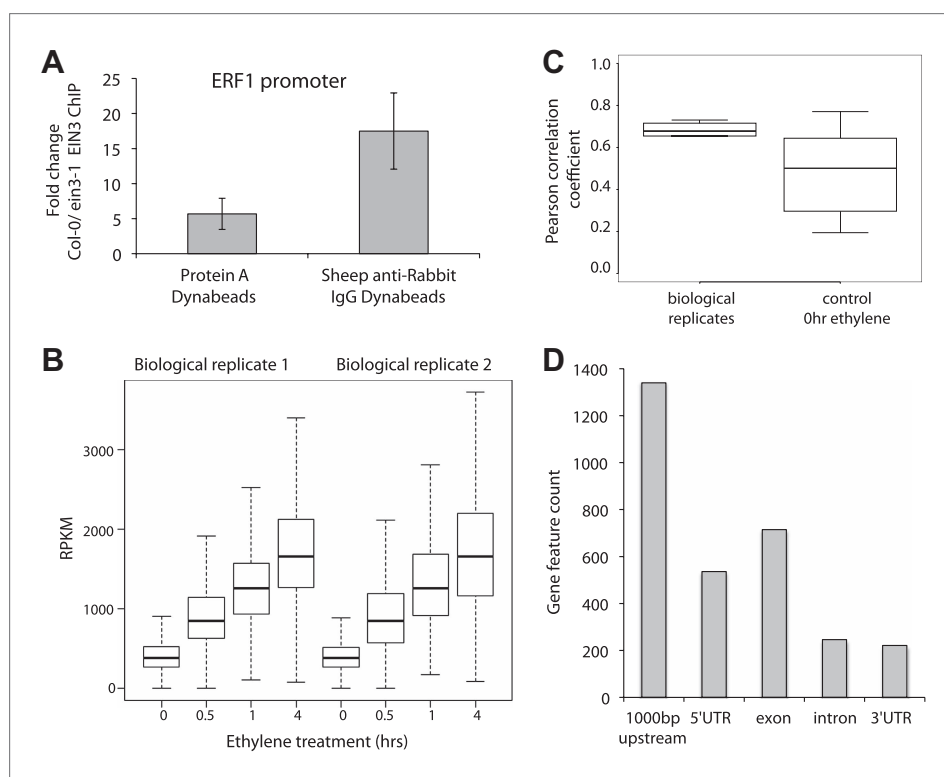 A
ERF1 promoter
Fold change
Col-0/ ein3-1 EIN3 ChIP
25
20
15
10
5
0
Protein A
Dynabeads
Sheep anti-Rabbit
IgG Dynabeads
C
Pearson correlation
coefficient
1.0
0.8
0.6
0.4
0.2
0.0
biological
replicates
control
0hr ethylene
B
Biological replicate 1
Biological replicate 2
RPKM
3000
2000
1000
0
0 0.5 1 4 0 0.5 1 4
Ethylene treatment (hrs)
D
Gene feature count
1400
1200
1000
800
600
400
200
0
1000bp 5'UTR exon intron 3'UTR
upstream